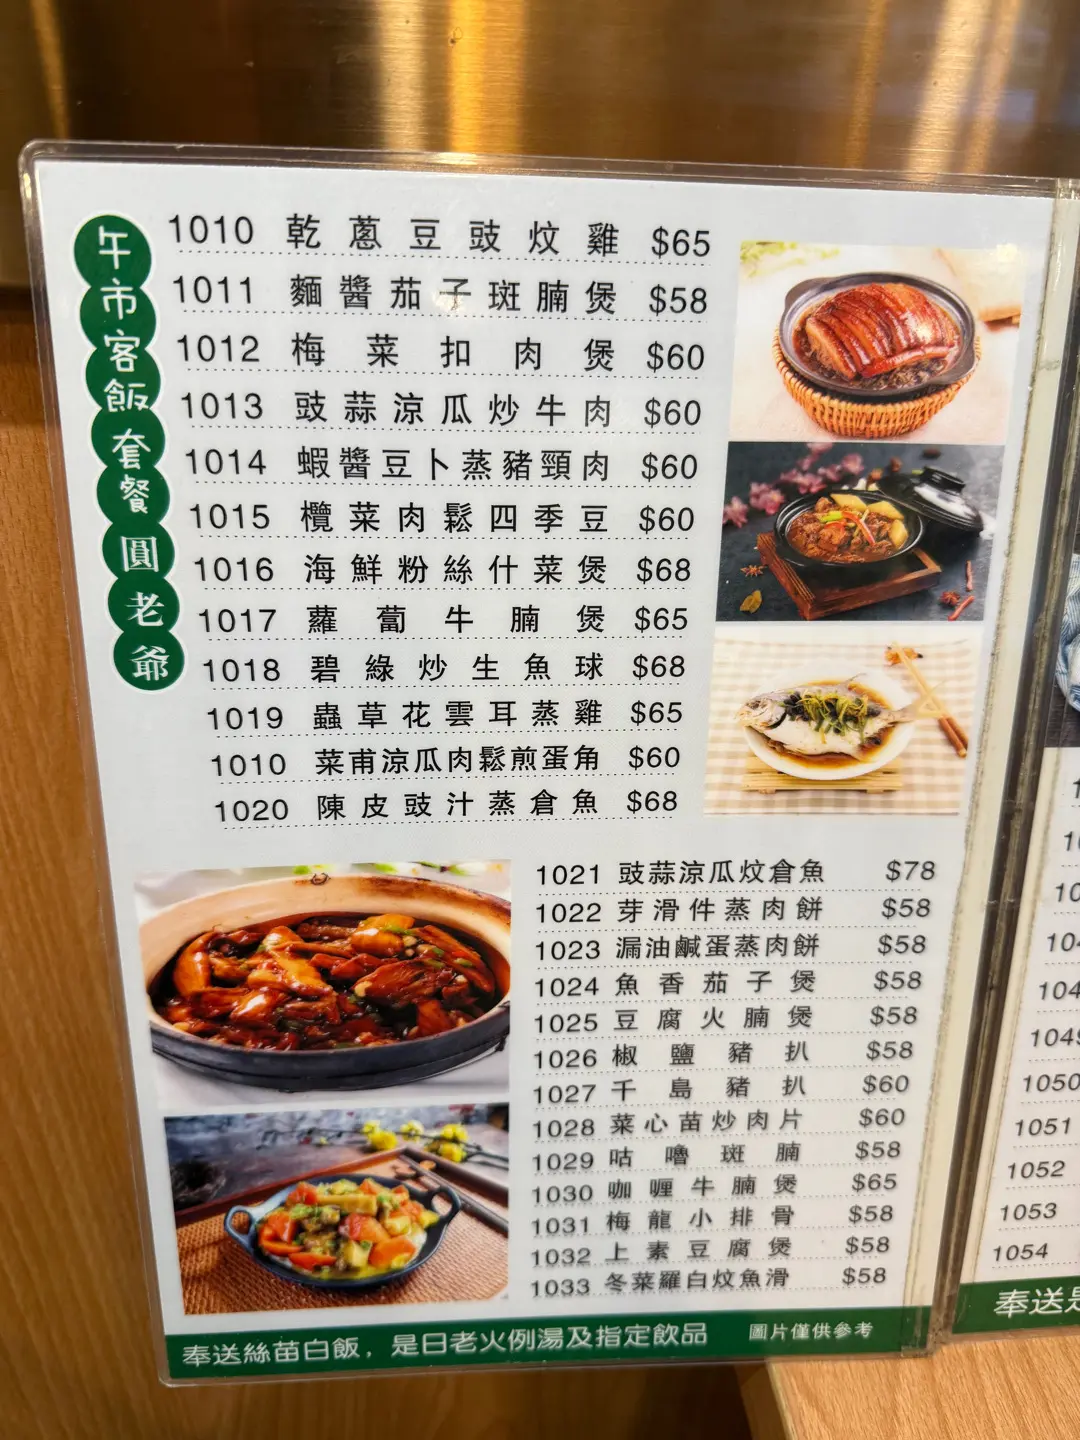 午市客飯套餐圓老爺
1010 乾蔥豆豉炆雞 $65
1011 麵醬茄子斑腩煲 $58
1012 梅菜扣肉煲 $60
1013 豉蒜涼瓜炒牛肉 $60
1014 蝦醬豆卜蒸豬頸肉 $60
1015 欖菜肉鬆四季豆 $60
1016 海鮮粉絲什菜煲 $68
1017 蘿蔔牛腩煲 $65
1018 碧綠炒生魚球 $68
1019 蟲草花雲耳蒸雞 $65
1010 菜甫涼瓜肉鬆煎蛋角 $60
1020 陳皮豉汁蒸倉魚 $68
1021 豉蒜涼瓜炆倉魚 $78
1022 芽滑件蒸肉餅 $58
1023 漏油鹹蛋蒸肉餅 $58
1024 魚香茄子煲 $58
1025 豆腐火腩煲 $58
1026 椒鹽豬扒 $58
1027 千島豬扒 $60
1028 菜心苗炒肉片 $60
1029 咕嚕斑腩 $58
1030 咖喱牛腩煲 $65
1031 梅龍小排骨 $58
1032 上素豆腐煲 $58
1033 冬菜羅白炆魚滑 $58
奉送絲苗白飯，是日老火例湯及指定飲品 圖片僅供參考
1049
1050
1051
1052
1053
1054
奉送是